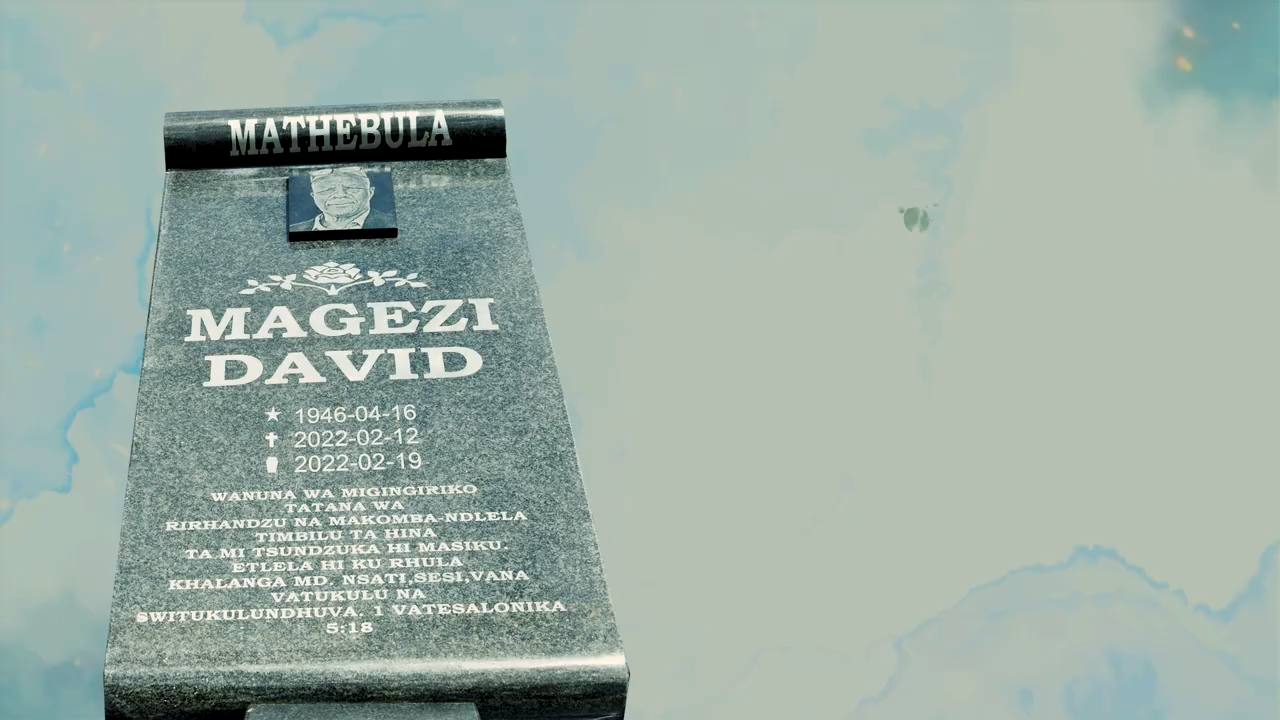 MATHEBULA
MAGEZI
DAVID
1946-04-16
2022-02-12
2022-02-19
WANUNA WA MIGINGIRIKO
TATANA WA
RIRHANDZU NA MAKOMBA-NDLELA
TIMBILU TA HINA
TA MI TSUNDZUKA HI MASIKU.
ETLELA HI KU RHULA
KHALANGA MD. NSATI,SESI,VANA
VATUKULU NA
SWITUKULUNDHUVA. 1 VATESALONIKA
5:18